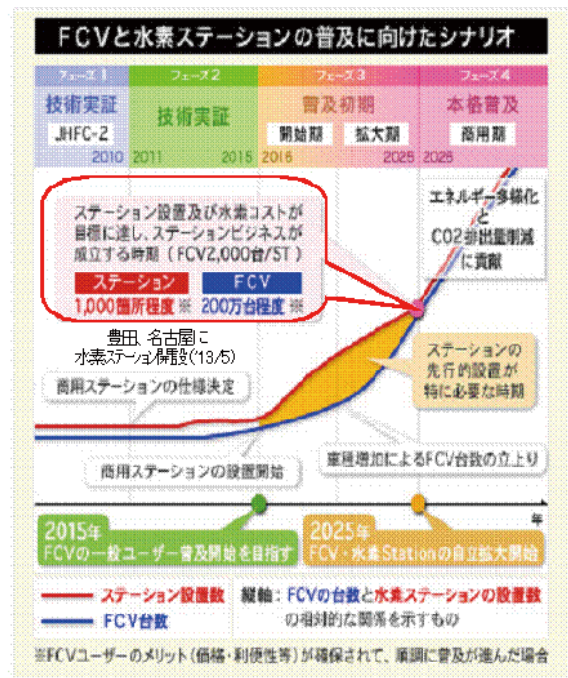 FCVと水素ステーションの普及に向けたシナリオ
フェーズ1
フェーズ2
フェーズ3
フェーズ4
技術実証
JHFC-2
2010
技術実証
2011
2015
普及初期
開始期
拡大期
2016
2025
本格普及
商用期
2026
ステーション設置及び水素コストが
目標に達し、ステーションビジネスが
成立する時期(FCV2,000台/ST)
ステーション
FCV
1,000箇所程度※
200万台程度※
エネルギー多様化
と
CO2排出量削減
に貢献
豊田、名古屋に
水素ステーション開設('13/5)
商用ステーションの仕様決定
ステーションの
先行的設置が
特に必要な時期
商用ステーションの設置開始
車種増加によるFCV台数の立上り
年
2015年
FCVの一般ユーザー普及開始を目指す
2025年
FCV・水素Stationの自立拡大開始
ステーション設置数
FCV台数
縦軸:FCVの台数と水素ステーションの設置数
の相対的な関係を示すもの
※FCVユーザーのメリット(価格・利便性等)が確保されて、順調に普及が進んだ場合